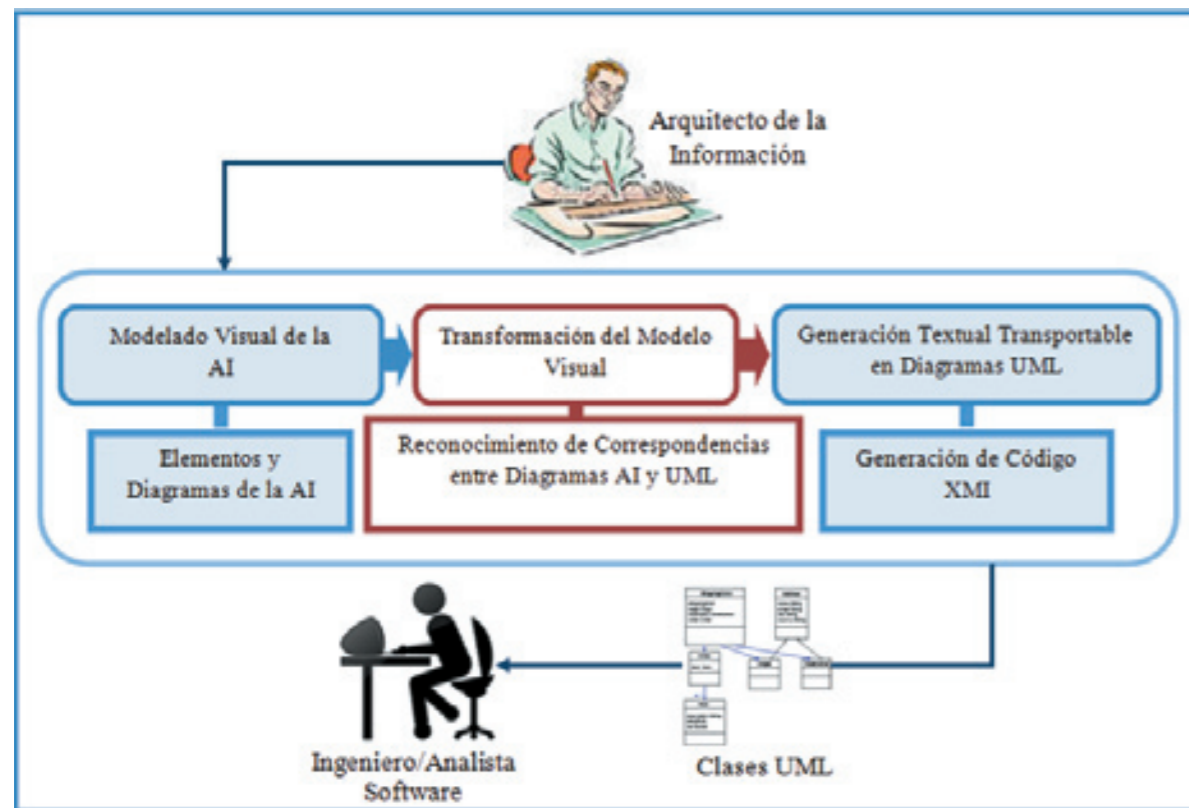 Arquitecto de la
Información
Modelado Visual de la
AI
Transformación del Modelo
Visual
Generación Textual Transportable
en Diagramas UML
Elementos y
Diagramas de la AI
Reconocimiento de Correspondencias
entre Diagramas AI y UML
Generación de Código
XMI
Ingeniero/Analista
Software
Clases UML